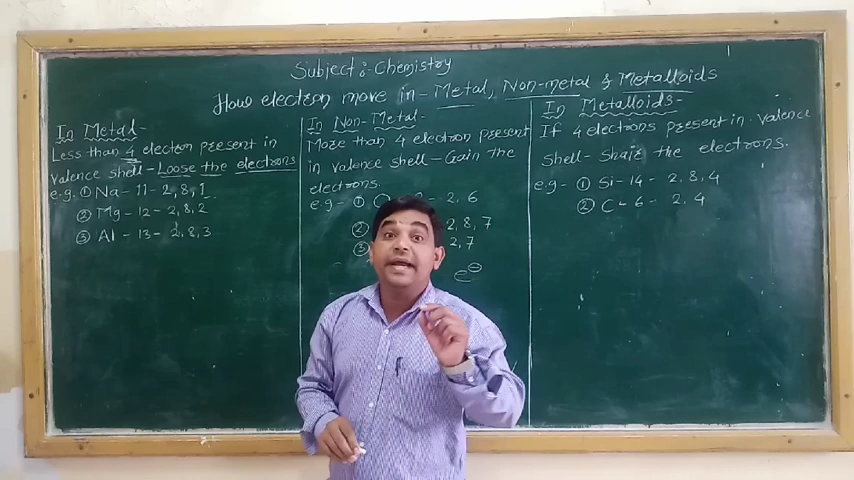 Subject :- Chemistry
How electron move in - Metal, Non-metal & Metalloids
In Metal -
Less than 4 electron present in
valence shell - Loose the electrons
e.g. ① Na - 11 - 2, 8, 1
② Mg - 12 - 2, 8, 2
③ Al - 13 - 2, 8, 3
In Non-Metal -
More than 4 electron present
in valence shell - Gain the
electrons.
e.g - ① O 2, 6
② 2, 8, 7
③ 2, 7
e⊖
In Metalloids -
If 4 electrons present in valence
shell - Share the electrons.
e.g - ① Si - 14 - 2, 8, 4
② C - 6 - 2, 4